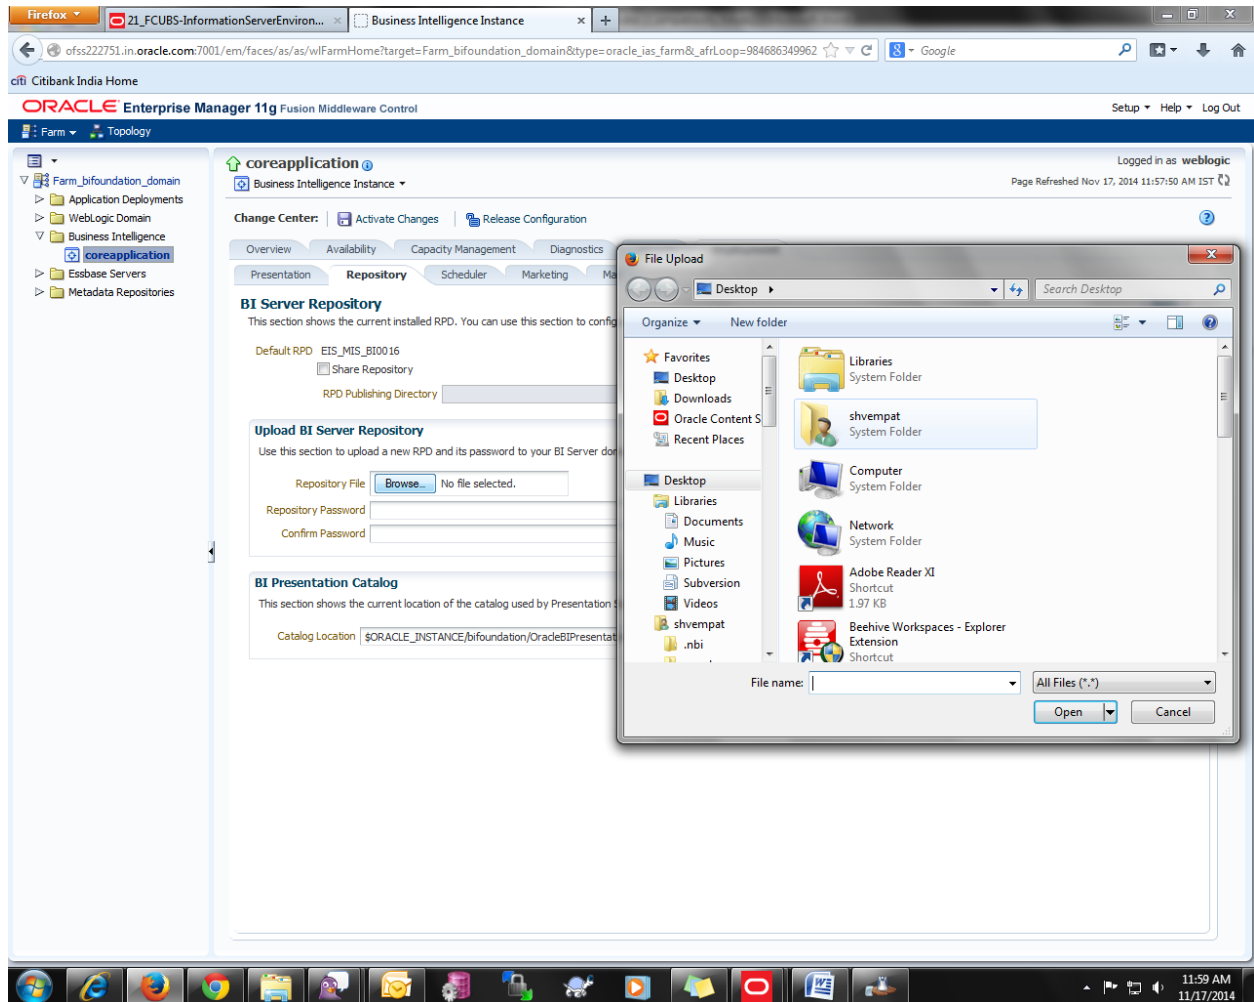 Firefox
21_FCUBS-InformationServerEnviron...
Business Intelligence Instance
ofss222751.in.oracle.com:7001/em/faces/as/as/wlFarmHome?target=Farm_bifoundation_domain&type=oracle_ias_farm&_afrLoop=984686349962
Google
citi Citibank India Home
ORACLE Enterprise Manager 11g Fusion Middleware Control
Setup Help Log Out
Farm Topology
Farm_bifoundation_domain
Application Deployments
WebLogic Domain
Business Intelligence
coreapplication
Essbase Servers
Metadata Repositories
coreapplication
Logged in as weblogic
Business Intelligence Instance
Page Refreshed Nov 17, 2014 11:57:50 AM IST
Change Center: Activate Changes Release Configuration
Overview Availability Capacity Management Diagnostics
Presentation Repository Scheduler Marketing Ma
BI Server Repository
This section shows the current installed RPD. You can use this section to config
Default RPD EIS_MIS_BI0016
Share Repository
RPD Publishing Directory
Upload BI Server Repository
Use this section to upload a new RPD and its password to your BI Server dom
Repository File Browse... No file selected.
Repository Password
Confirm Password
BI Presentation Catalog
This section shows the current location of the catalog used by Presentation
Catalog Location $ORACLE_INSTANCE/bifoundation/OracleBIPresentat
File Upload
Desktop
Search Desktop
Organize New folder
Favorites
Desktop
Downloads
Oracle Content S
Recent Places
Desktop
Libraries
Documents
Music
Pictures
Subversion
Videos
shvempat
.nbi
Libraries
System Folder
shvempat
System Folder
Computer
System Folder
Network
System Folder
Adobe Reader XI
Shortcut
1.97 KB
Beehive Workspaces - Explorer
Extension
Shortcut
File name:
All Files (*.*)
Open Cancel
11:59 AM
11/17/2014